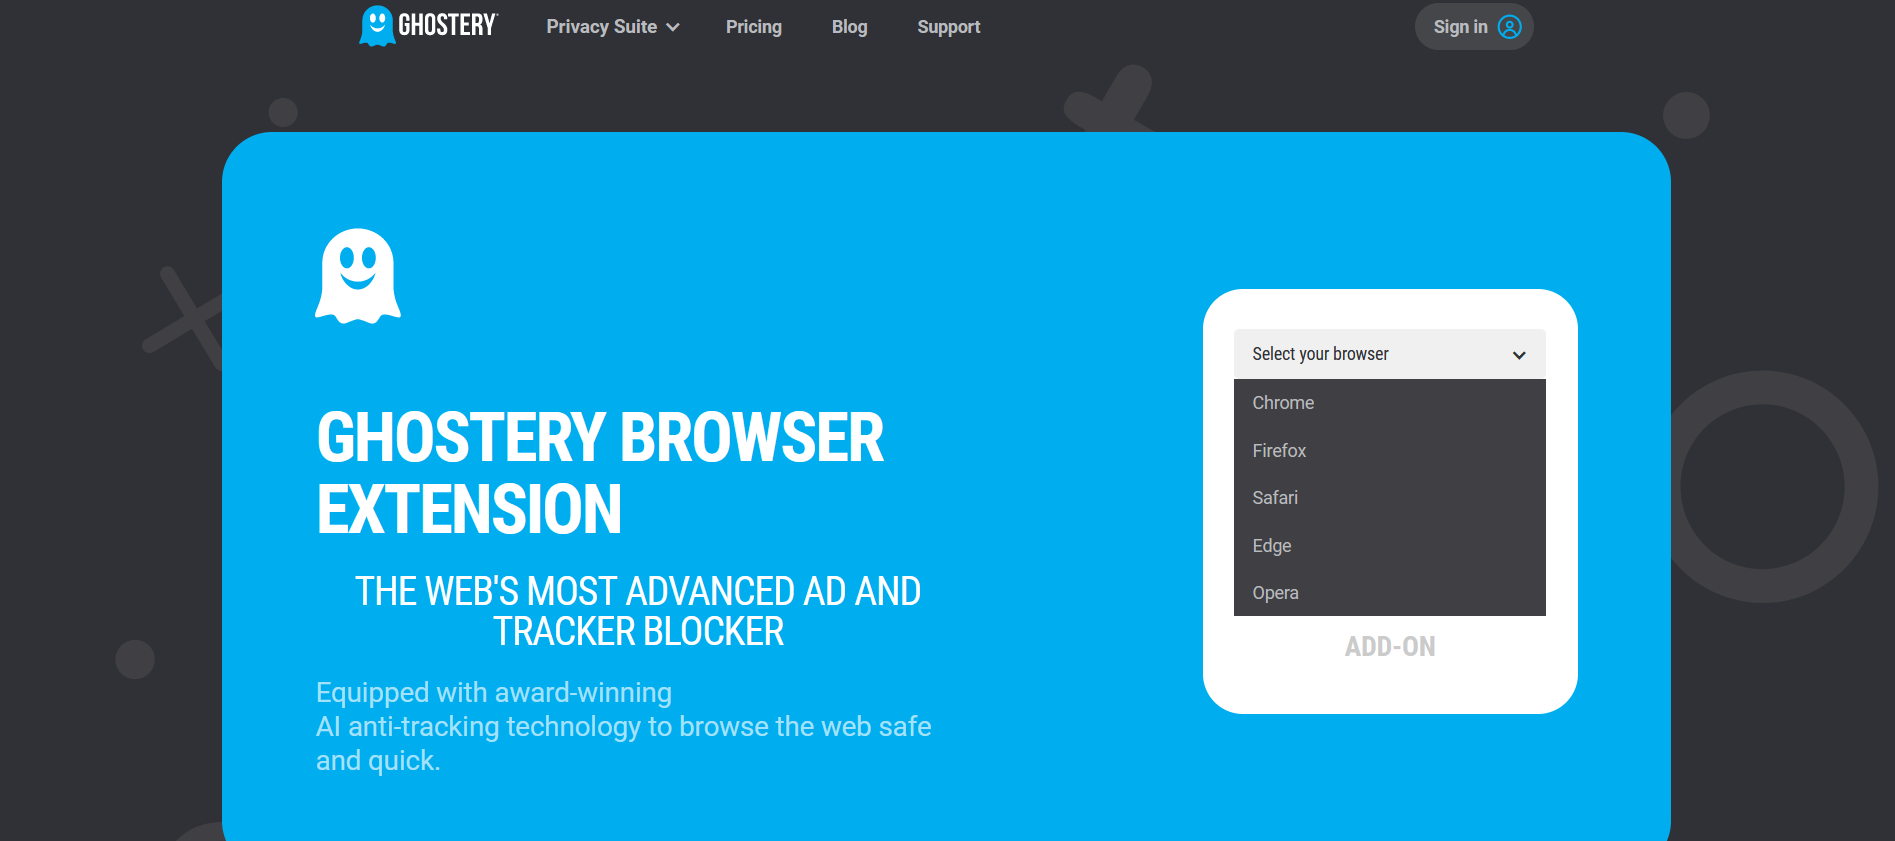 GHOSTERY
Privacy Suite
Pricing
Blog
Support
Sign in
GHOSTERY BROWSER
EXTENSION
THE WEB'S MOST ADVANCED AD AND
TRACKER BLOCKER
Equipped with award-winning
AI anti-tracking technology to browse the web safe
and quick.
Select your browser
Chrome
Firefox
Safari
Edge
Opera
ADD-ON